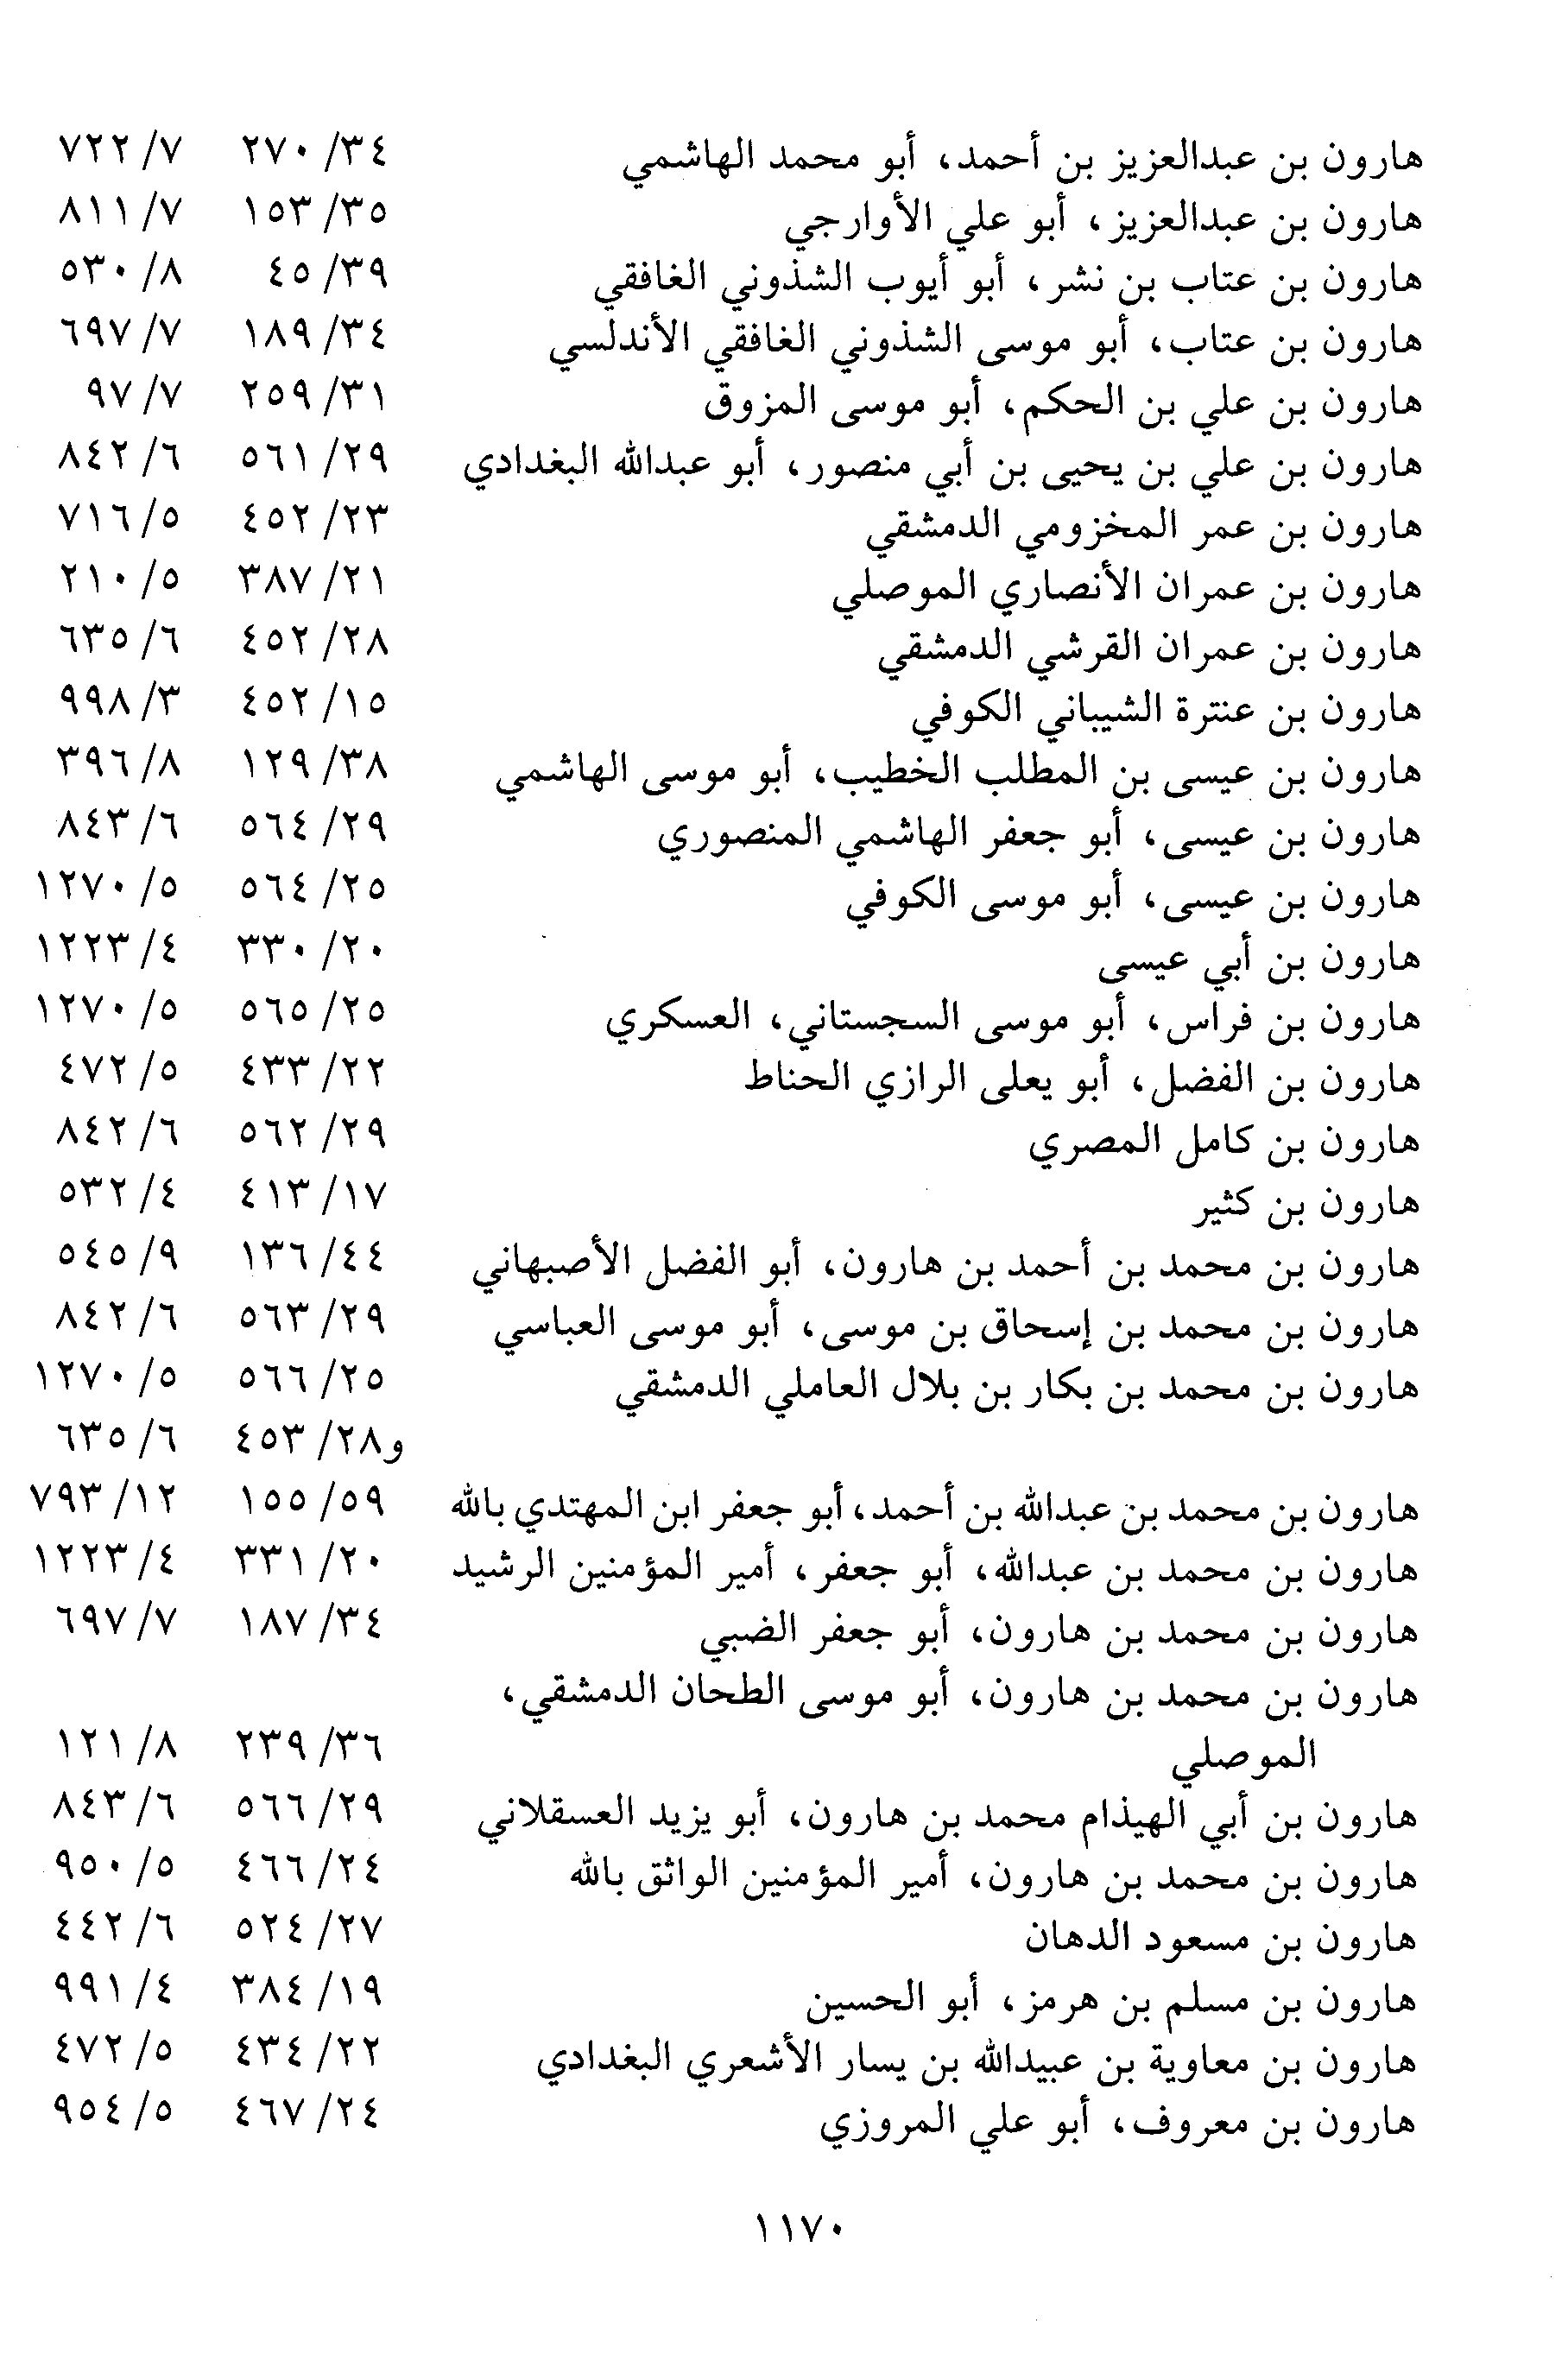 هارون بن عبدالعزيز بن أحمد، أبو محمد الهاشمي ٣٤/ ٢٧٠ ٧/ ٧٢٢
هارون بن عبدالعزيز، أبو علي الأوارجي ٣٥/ ١٥٣ ٧/ ٨١١
هارون بن عتاب بن نشر، أبو أيوب الشذوني الغافقي ٣٩/ ٤٥ ٨/ ٥٣٠
هارون بن عتاب، أبو موسى الشذوني الغافقي الأندلسي ٣٤/ ١٨٩ ٧/ ٦٩٧
هارون بن علي بن الحكم، أبو موسى المزوق ٣١/ ٢٥٩ ٧/ ٩٧
هارون بن علي بن يحيى بن أبي منصور، أبو عبدالله البغدادي ٢٩/ ٥٦١ ٦/ ٨٤٢
هارون بن عمر المخزومي الدمشقي ٢٣/ ٤٥٢ ٥/ ٧١٦
هارون بن عمران الأنصاري الموصلي ٢١/ ٣٨٧ ٥/ ٢١٠
هارون بن عمران القرشي الدمشقي ٢٨/ ٤٥٢ ٦/ ٦٣٥
هارون بن عنترة الشيباني الكوفي ١٥/ ٤٥٢ ٣/ ٩٩٨
هارون بن عيسى بن المطلب الخطيب، أبو موسى الهاشمي ٣٨/ ١٢٩ ٨/ ٣٩٦
هارون بن عيسى، أبو جعفر الهاشمي المنصوري ٢٩/ ٥٦٤ ٦/ ٨٤٣
هارون بن عيسى، أبو موسى الكوفي ٢٥/ ٥٦٤ ٥/ ١٢٧٠
هارون بن أبي عيسى ٢٠/ ٣٣٠ ٤/ ١٢٢٣
هارون بن فراس، أبو موسى السجستاني، العسكري ٢٥/ ٥٦٥ ٥/ ١٢٧٠
هارون بن الفضل، أبو يعلى الرازي الحناط ٢٢/ ٤٣٣ ٥/ ٤٧٢
هارون بن كامل المصري ٢٩/ ٥٦٢ ٦/ ٨٤٢
هارون بن كثير ١٧/ ٤١٣ ٤/ ٥٣٢
هارون بن محمد بن أحمد بن هارون، أبو الفضل الأصبهاني ٤٤/ ١٣٦ ٩/ ٥٤٥
هارون بن محمد بن إسحاق بن موسى، أبو موسى العباسي ٢٩/ ٥٦٣ ٦/ ٨٤٢
هارون بن محمد بن بكار بن بلال العاملي الدمشقي ٢٥/ ٥٦٦ ٥/ ١٢٧٠
و٢٨/ ٤٥٣ ٦/ ٦٣٥
هارون بن محمد بن عبدالله بن أحمد، أبو جعفر ابن المهتدي بالله ٥٩/ ١٥٥ ١٢/ ٧٩٣
هارون بن محمد بن عبدالله، أبو جعفر، أمير المؤمنين الرشيد ٢٠/ ٣٣١ ٤/ ١٢٢٣
هارون بن محمد بن هارون، أبو جعفر الضبي ٣٤/ ١٨٧ ٧/ ٦٩٧
هارون بن محمد بن هارون، أبو موسى الطحان الدمشقي،
الموصلي ٣٦/ ٢٣٩ ٨/ ١٢١
هارون بن أبي الهيذام محمد بن هارون، أبو يزيد العسقلاني ٢٩/ ٥٦٦ ٦/ ٨٤٣
هارون بن محمد بن هارون، أمير المؤمنين الواثق بالله ٢٤/ ٤٦٦ ٥/ ٩٥٠
هارون بن مسعود الدهان ٢٧/ ٥٢٤ ٦/ ٤٤٢
هارون بن مسلم بن هرمز، أبو الحسين ١٩/ ٣٨٤ ٤/ ٩٩١
هارون بن معاوية بن عبيدالله بن يسار الأشعري البغدادي ٢٢/ ٤٣٤ ٥/ ٤٧٢
هارون بن معروف، أبو علي المروزي ٢٤/ ٤٦٧ ٥/ ٩٥٤
١١٧٠